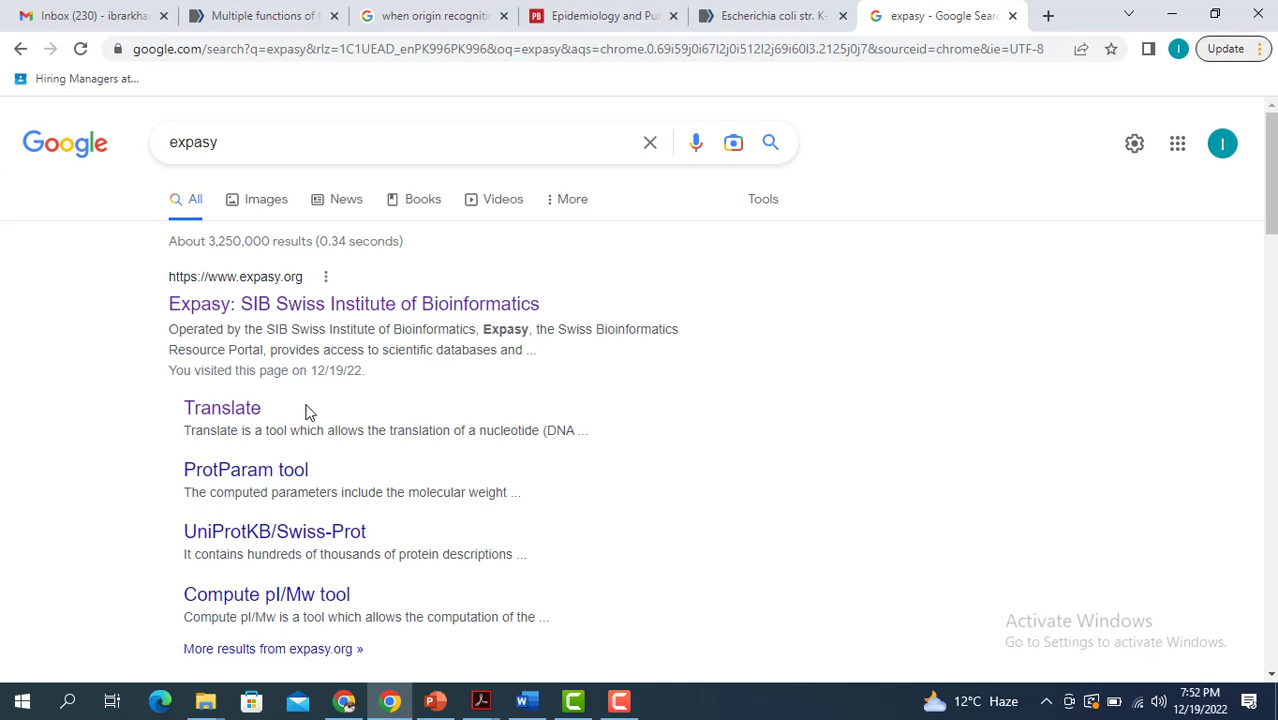 Inbox (230) - ibrarkha
Multiple functions of t
when origin recogniti
Epidemiology and Pu
Escherichia coli str. K-
expasy - Google Sear
google.com/search?q=expasy&rlz=1C1UEAD_enPK996PK996&oq=expasy&aqs=chrome.0.69i59j0i67l2j0i512l2j69i60l3.2125j0j7&sourceid=chrome&ie=UTF-8
I
Update
Hiring Managers at...
Google
expasy
I
All
Images
News
Books
Videos
More
Tools
About 3,250,000 results (0.34 seconds)
https://www.expasy.org
Expasy: SIB Swiss Institute of Bioinformatics
Operated by the SIB Swiss Institute of Bioinformatics, Expasy, the Swiss Bioinformatics
Resource Portal, provides access to scientific databases and ...
You visited this page on 12/19/22.
Translate
Translate is a tool which allows the translation of a nucleotide (DNA ...
ProtParam tool
The computed parameters include the molecular weight ...
UniProtKB/Swiss-Prot
It contains hundreds of thousands of protein descriptions ...
Compute pI/Mw tool
Compute pI/Mw is a tool which allows the computation of the ...
More results from expasy.org »
Activate Windows
Go to Settings to activate Windows.
12°C Haze
7:52 PM
12/19/2022